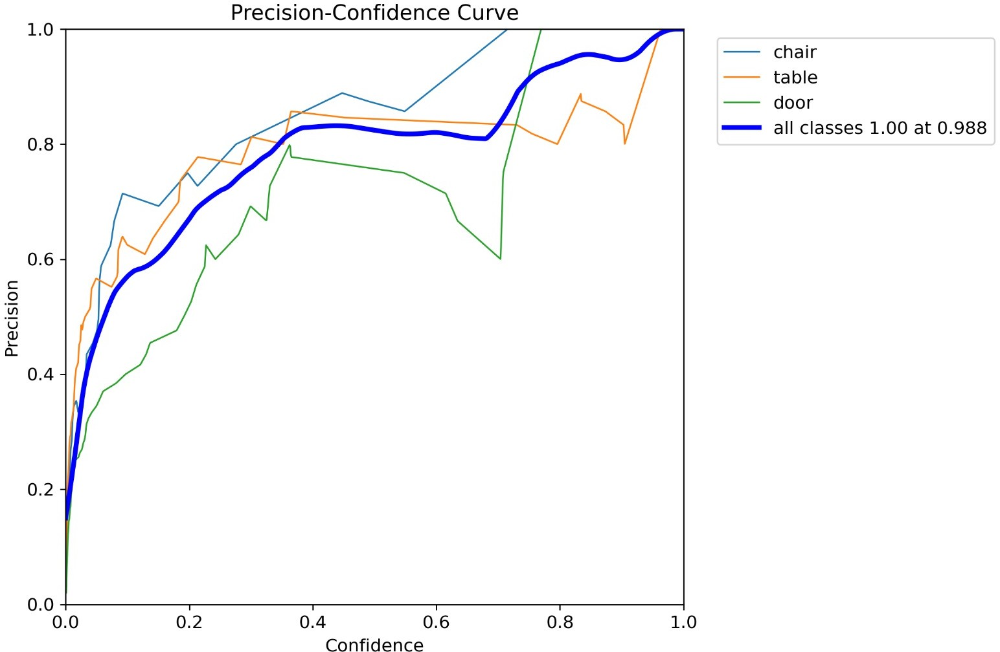 Precision-Confidence Curve
1.0
0.8
0.6
0.4
0.2
0.0
Precision
0.0 0.2 0.4 0.6 0.8 1.0
Confidence
chair
table
door
all classes 1.00 at 0.988